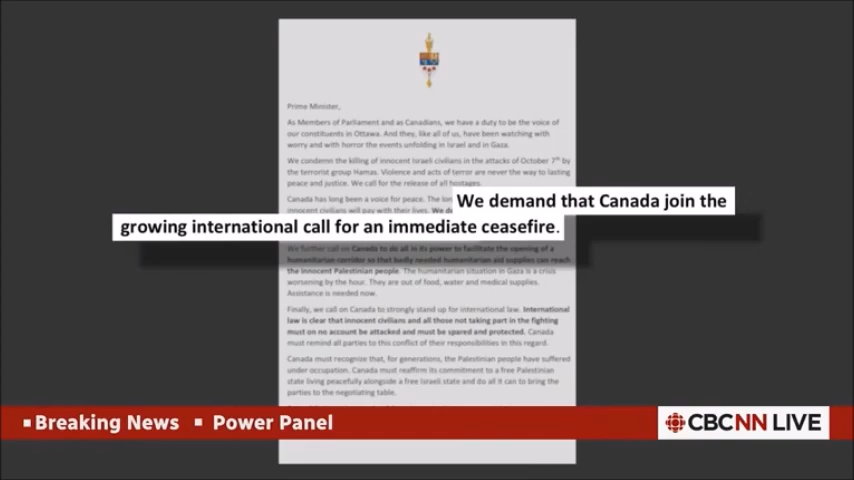 Prime Minister,
As Members of Parliament and as Canadians, we have a duty to be the voice of
our constituents in Ottawa. And they, like all of us, have been watching with
worry and with horror the events unfolding in Israel and in Gaza.
We condemn the killing of innocent Israeli civilians in the attacks of October 7th by
the terrorist group Hamas. Violence and acts of terror are never the way to lasting
peace and justice. We call for the release of all hostages.
Canada has long been a voice for peace. The
innocent civilians will pay with their lives. We
We demand that Canada join the
growing international call for an immediate ceasefire.
We further call on Canada to do all in its power to facilitate the opening of a
humanitarian corridor so that badly needed humanitarian aid supplies can reach
the innocent Palestinian people. The humanitarian situation in Gaza is a crisis
worsening by the hour. They are out of food, water and medical supplies.
Assistance is needed now.
Finally, we call on Canada to strongly stand up for international law. International
law is clear that innocent civilians and all those not taking part in the fighting
must on no account be attacked and must be spared and protected. Canada
must remind all parties to this conflict of their responsibilities in this regard.
Canada must recognize that, for generations, the Palestinian people have suffered
under occupation. Canada must reaffirm its commitment to a free Palestinian
state living peacefully alongside a free Israeli state and do all it can to bring the
parties to the negotiating table.
▪Breaking News ▪ Power Panel
CBCNN LIVE